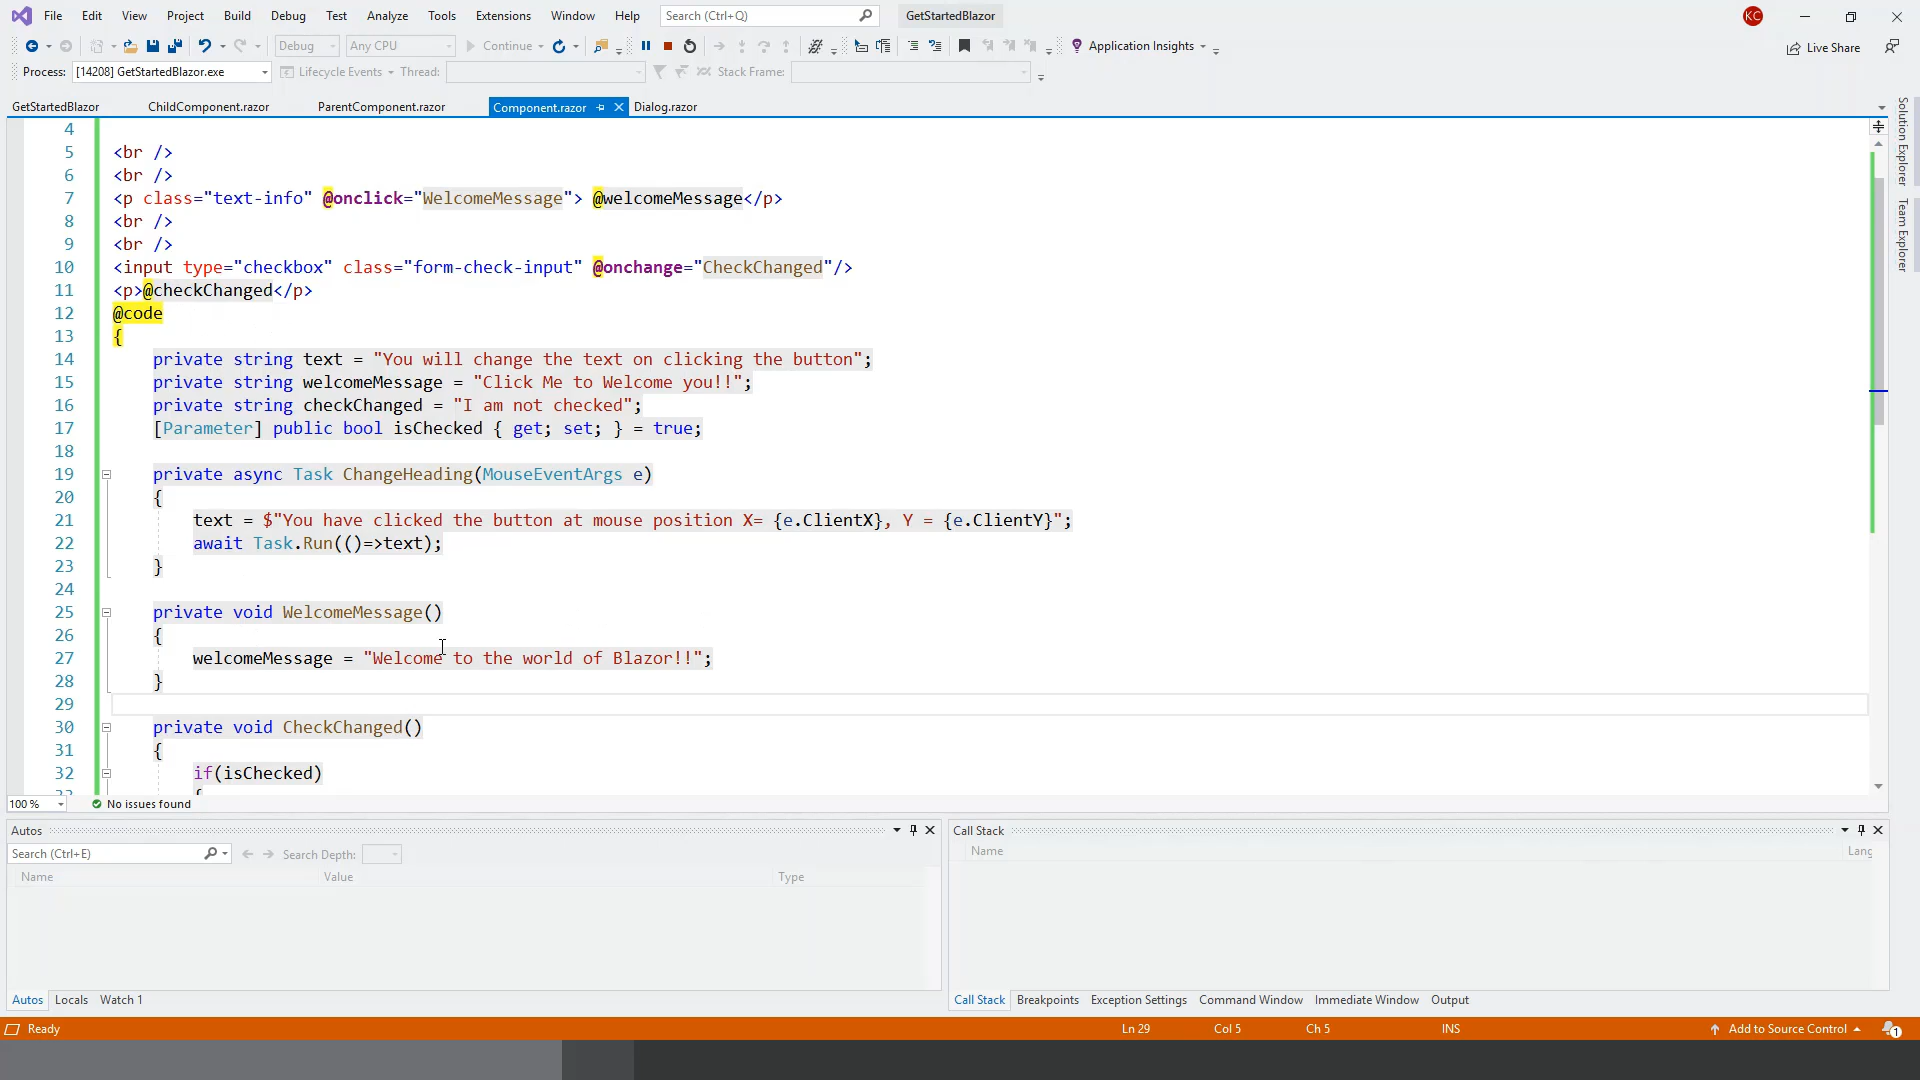 File Edit View Project Build Debug Test Analyze Tools Extensions Window Help Search (Ctrl+Q) GetStartedBlazor KC
Debug Any CPU Continue Application Insights Live Share
Process: [14208] GetStartedBlazor.exe Lifecycle Events Thread: Stack Frame:
GetStartedBlazor ChildComponent.razor ParentComponent.razor Component.razor Dialog.razor
Solution Explorer
Team Explorer
4
5 <br />
6 <br />
7 <p class="text-info" @onclick="WelcomeMessage"> @welcomeMessage</p>
8 <br />
9 <br />
10 <input type="checkbox" class="form-check-input" @onchange="CheckChanged"/>
11 <p>@checkChanged</p>
12 @code
13 {
14 private string text = "You will change the text on clicking the button";
15 private string welcomeMessage = "Click Me to Welcome you!!";
16 private string checkChanged = "I am not checked";
17 [Parameter] public bool isChecked { get; set; } = true;
18
19 private async Task ChangeHeading(MouseEventArgs e)
20 {
21 text = $"You have clicked the button at mouse position X= {e.ClientX}, Y = {e.ClientY}";
22 await Task.Run(()=>text);
23 }
24
25 private void WelcomeMessage()
26 {
27 welcomeMessage = "Welcome to the world of Blazor!!";
28 }
29
30 private void CheckChanged()
31 {
32 if(isChecked)
100 % No issues found
Autos
Search (Ctrl+E) Search Depth:
Name Value Type
Autos Locals Watch 1
Call Stack
Name Lang
Call Stack Breakpoints Exception Settings Command Window Immediate Window Output
Ready Ln 29 Col 5 Ch 5 INS Add to Source Control 1